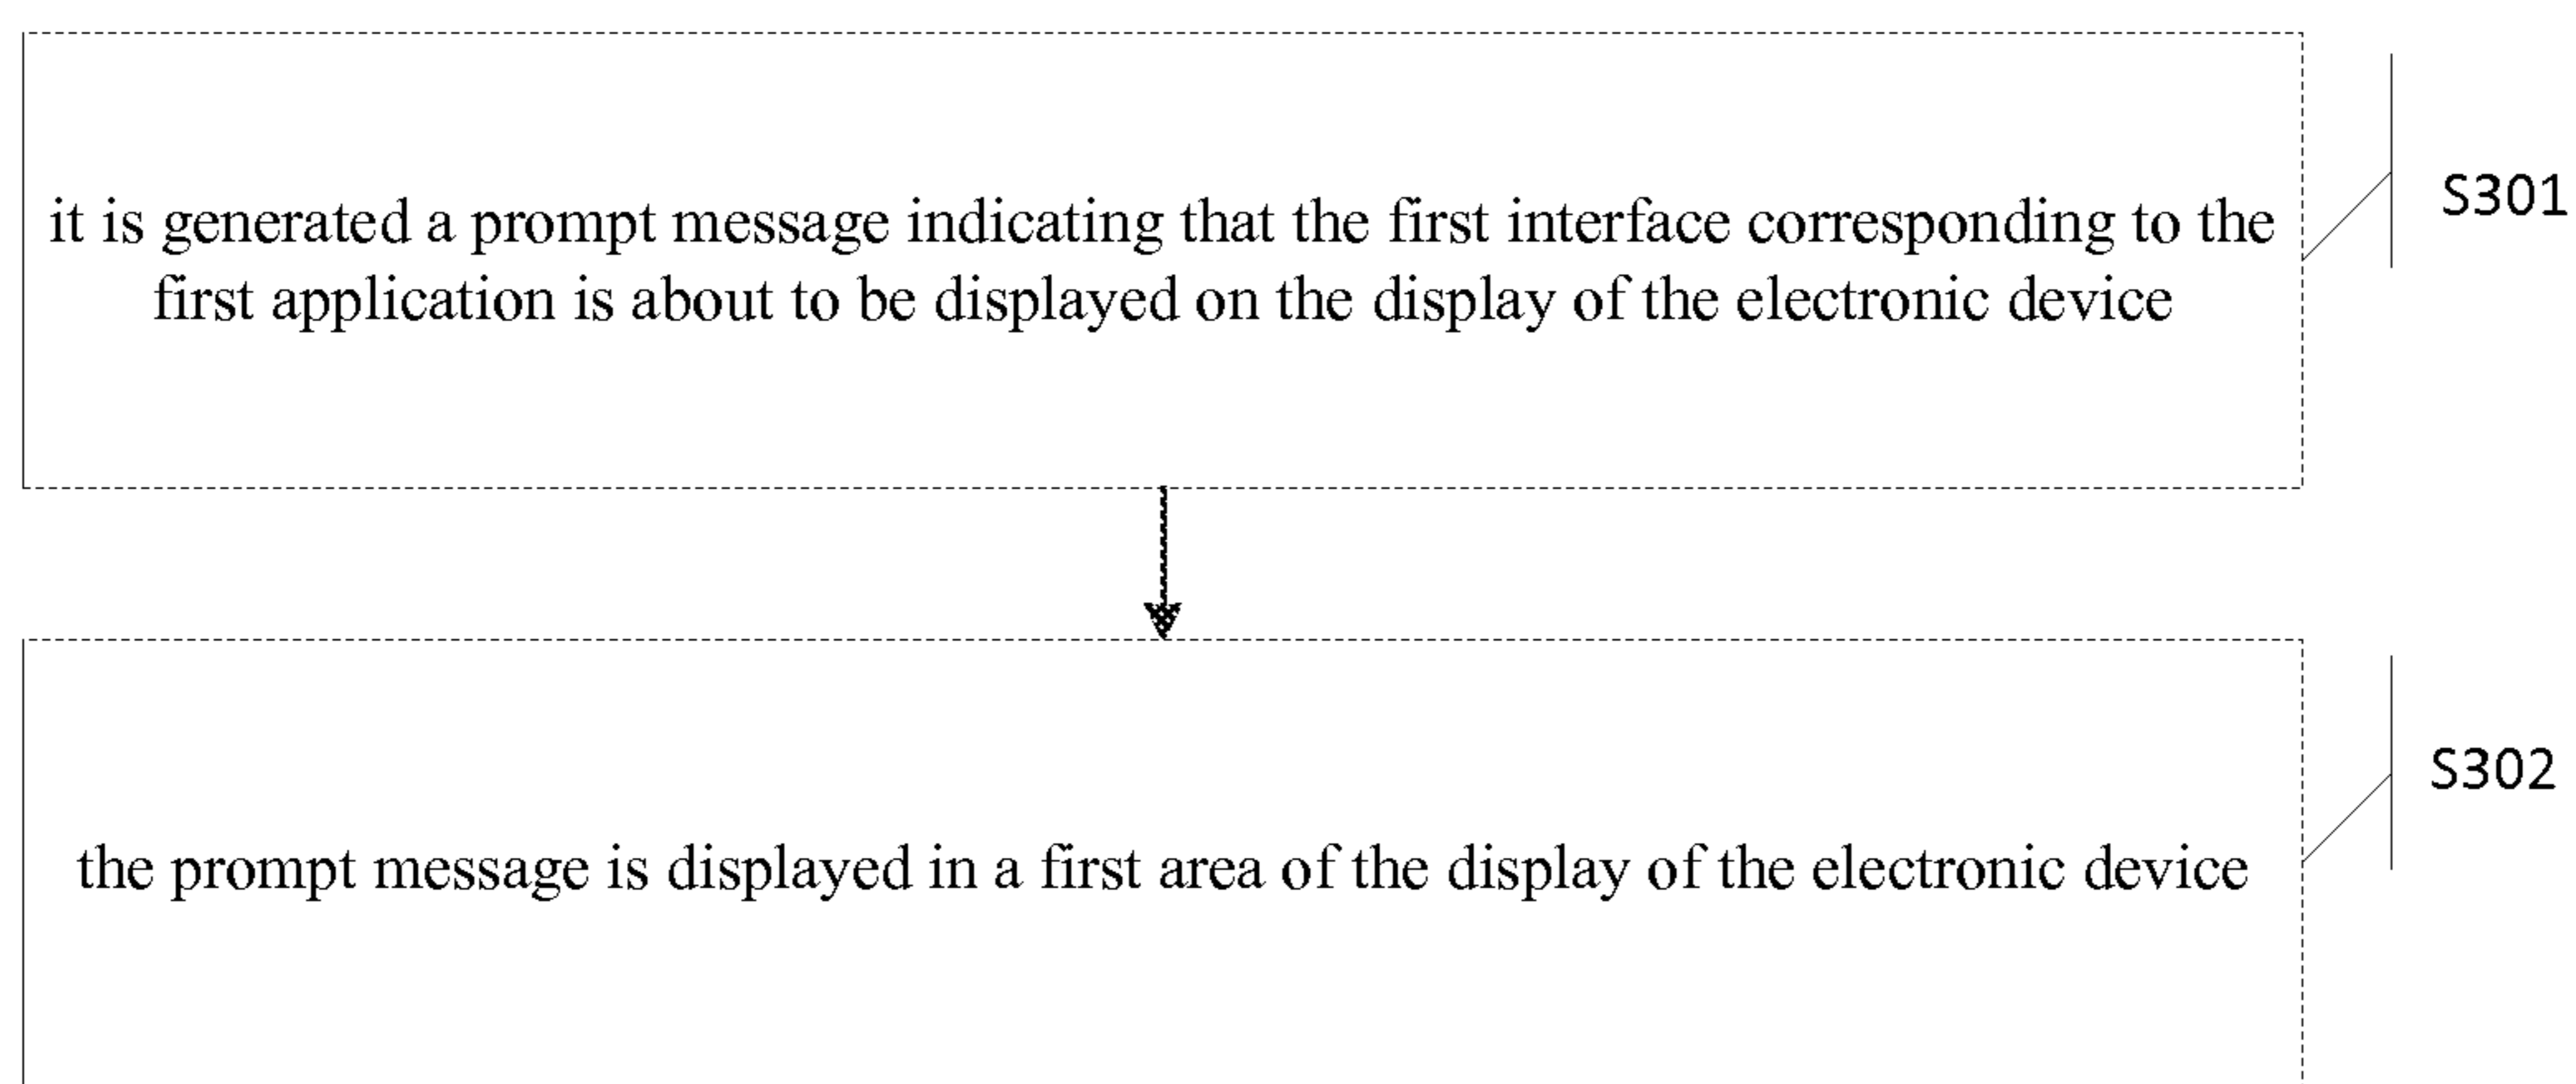 it is generated a prompt message indicating that the first interface corresponding to the
first application is about to be displayed on the display of the electronic device
S301
the prompt message is displayed in a first area of the display of the electronic device
S302